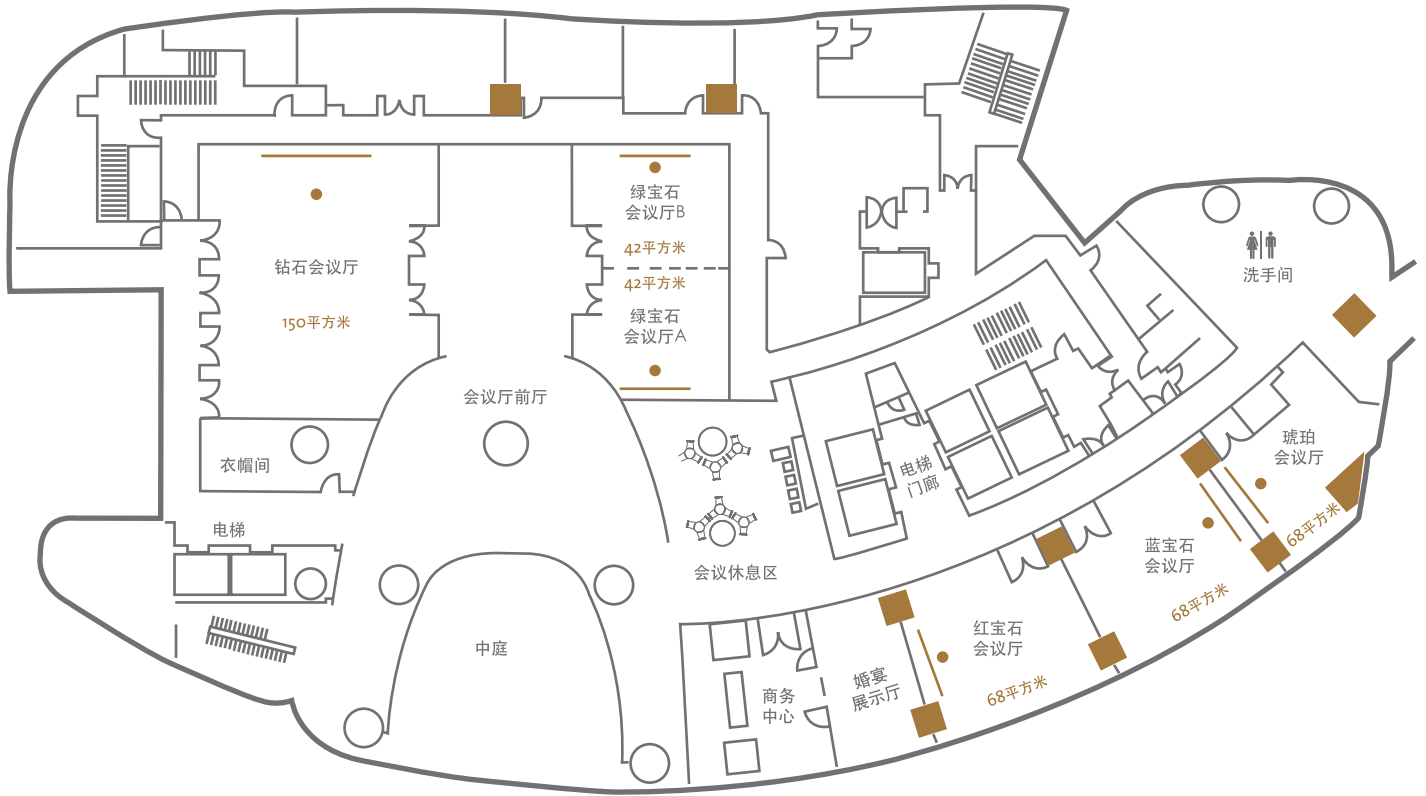 绿宝石
会议厅B
42平方米
42平方米
绿宝石
会议厅A
钻石会议厅
150平方米
洗手间
会议厅前厅
衣帽间
电梯
电梯
门廊
琥珀
会议厅
68平方米
蓝宝石
会议厅
68平方米
会议休息区
中庭
红宝石
会议厅
68平方米
婚宴
展示厅
商务
中心